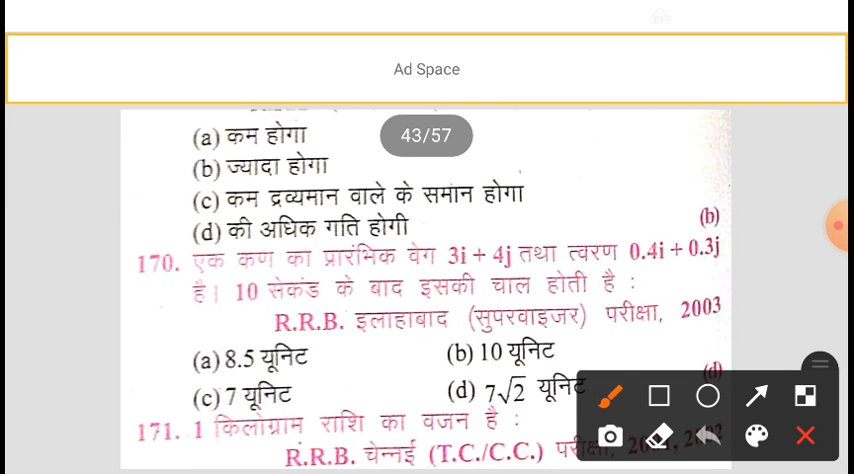 Ad Space
43/57
(a) कम होगा
(b) ज्यादा होगा
(c) कम द्रव्यमान वाले के समान होगा
(d) की अधिक गति होगी (b)
170. एक कण का प्रारंभिक वेग 3i + 4j तथा त्वरण 0.4i + 0.3j
है। 10 सेकंड के बाद इसकी चाल होती है :
R.R.B. इलाहाबाद (सुपरवाइजर) परीक्षा, 2003
(a) 8.5 यूनिट (b) 10 यूनिट
(c) 7 यूनिट (d) 7√2 यूनिट (d)
171. 1 किलोग्राम राशि का वजन है :
R.R.B. चेन्नई (T.C./C.C.)